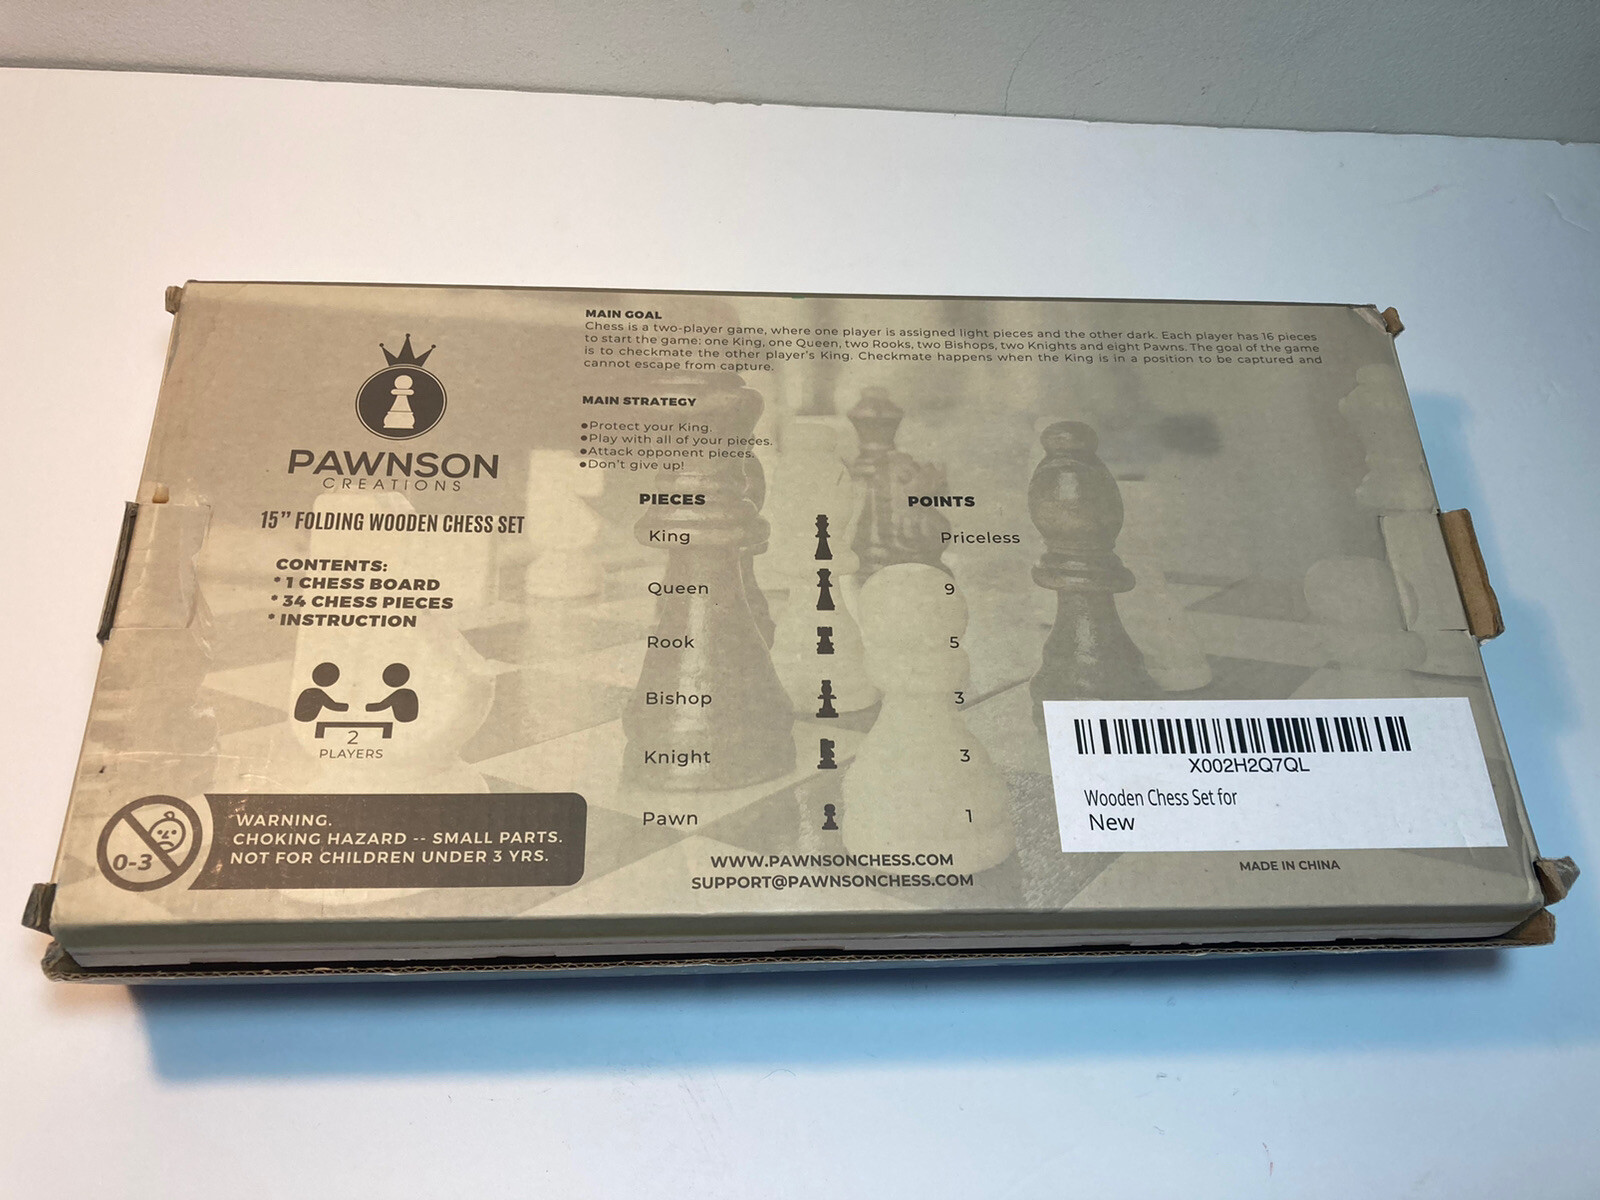 PAWNSON
CREATIONS
15” FOLDING WOODEN CHESS SET
CONTENTS:
* 1 CHESS BOARD
* 34 CHESS PIECES
* INSTRUCTION
2
PLAYERS
0-3
WARNING.
CHOKING HAZARD -- SMALL PARTS.
NOT FOR CHILDREN UNDER 3 YRS.
MAIN GOAL
Chess is a two-player game, where one player is assigned light pieces and the other dark. Each player has 16 pieces
to start the game: one King, one Queen, two Rooks, two Bishops, two Knights and eight Pawns. The goal of the game
is to checkmate the other player's King. Checkmate happens when the King is in a position to be captured and
cannot escape from capture.
MAIN STRATEGY
●Protect your King.
●Play with all of your pieces.
●Attack opponent pieces.
●Don't give up!
PIECES POINTS
King Priceless
Queen 9
Rook 5
Bishop 3
Knight 3
Pawn 1
WWW.PAWNSONCHESS.COM
SUPPORT@PAWNSONCHESS.COM
X002H2Q7QL
Wooden Chess Set for
New
MADE IN CHINA